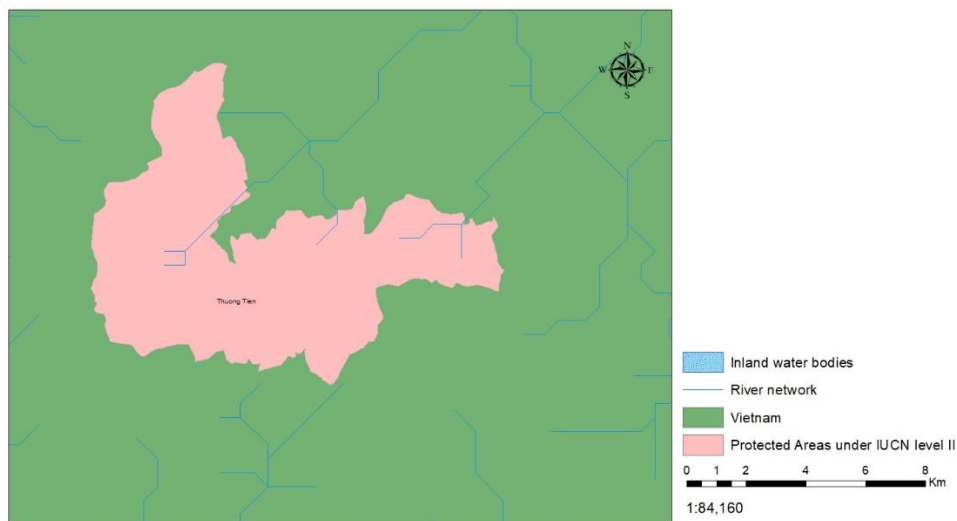 N
W E
S
Thuong Tien
Inland water bodies
River network
Vietnam
Protected Areas under IUCN level II
0 1 2 4 6 8
Km
1:84,160